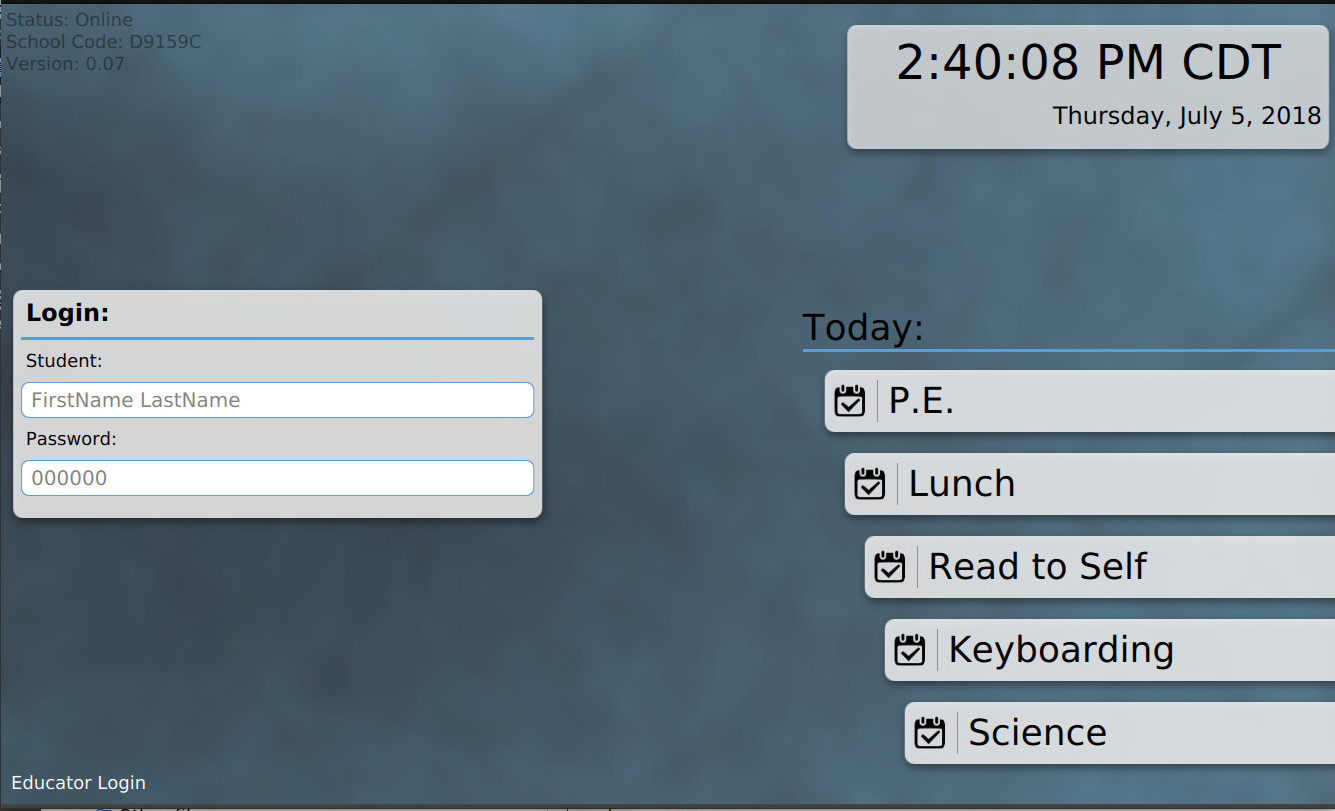 Status: Online
School Code: D9159C
Version: 0.07
2:40:08 PM CDT
Thursday, July 5, 2018
Login:
Student:
FirstName LastName
Password:
000000
Today:
P.E.
Lunch
Read to Self
Keyboarding
Science
Educator Login